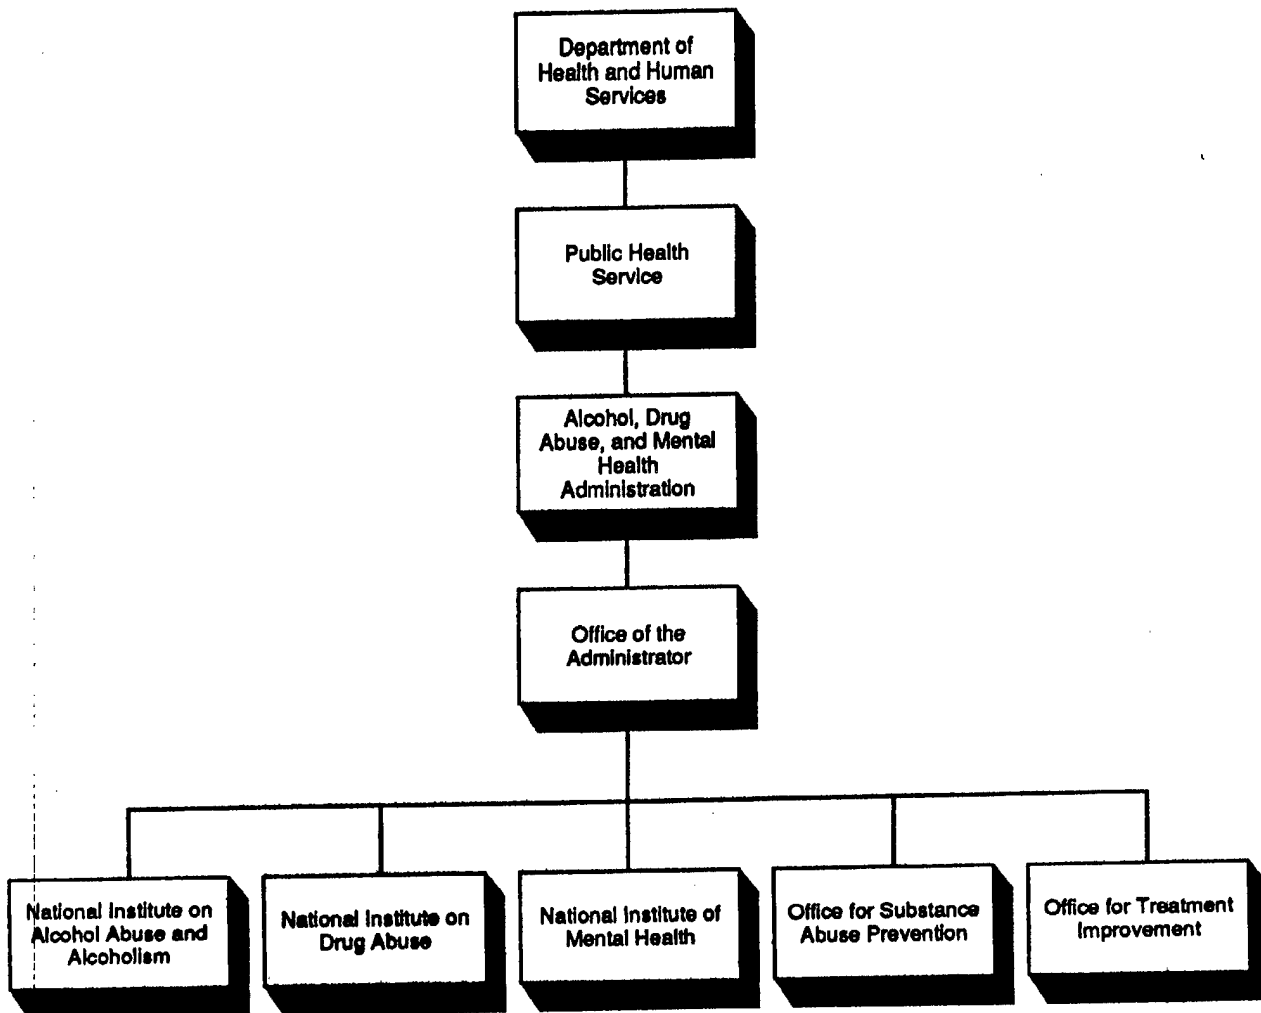 Department of
Health and Human
Services
Public Health
Service
Alcohol, Drug
Abuse, and Mental
Health
Administration
Office of the
Administrator
National Institute on
Alcohol Abuse and
Alcoholism
National Institute on
Drug Abuse
National Institute of
Mental Health
Office for Substance
Abuse Prevention
Office for Treatment
Improvement